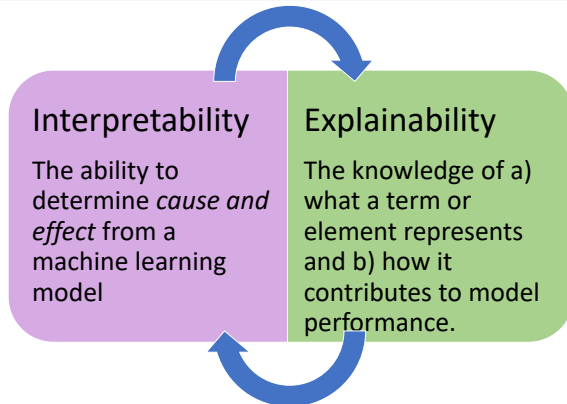 Interpretability
The ability to
determine cause and
effect from a
machine learning
model
Explainability
The knowledge of a)
what a term or
element represents
and b) how it
contributes to model
performance.